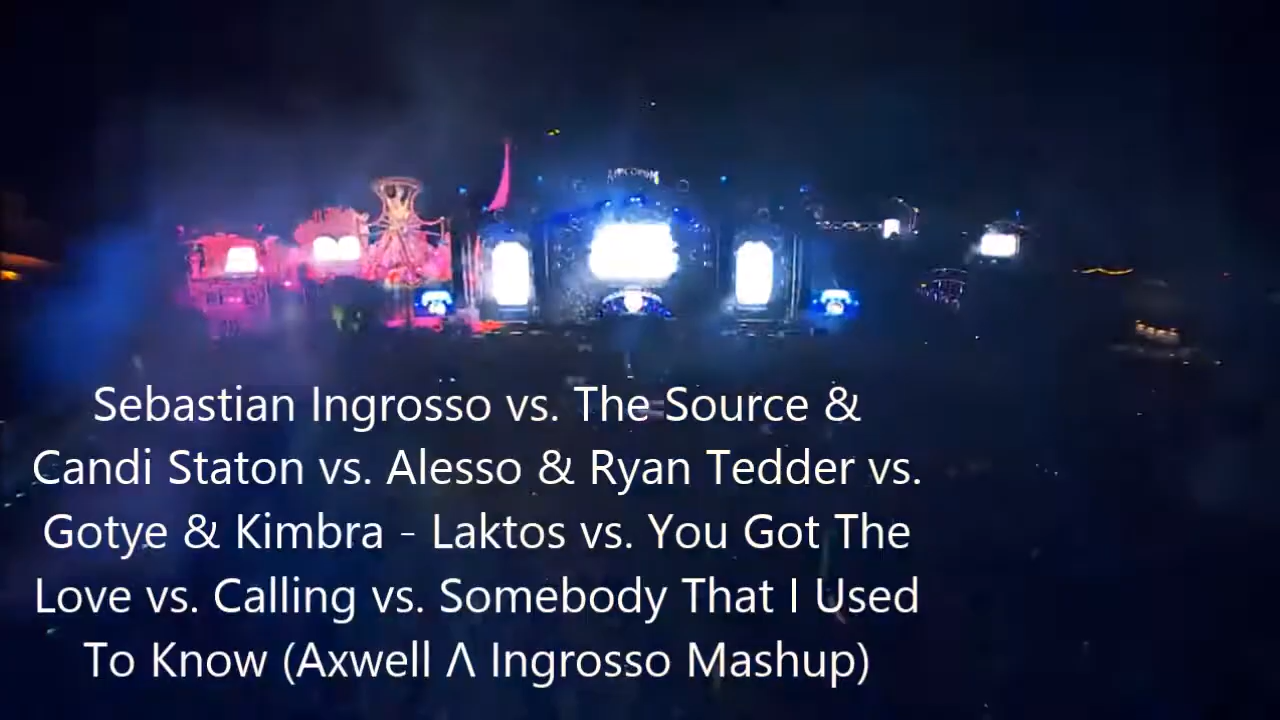 Sebastian Ingrosso vs. The Source &
Candi Staton vs. Alesso & Ryan Tedder vs.
Gotye & Kimbra - Laktos vs. You Got The
Love vs. Calling vs. Somebody That I Used
To Know (Axwell Λ Ingrosso Mashup)